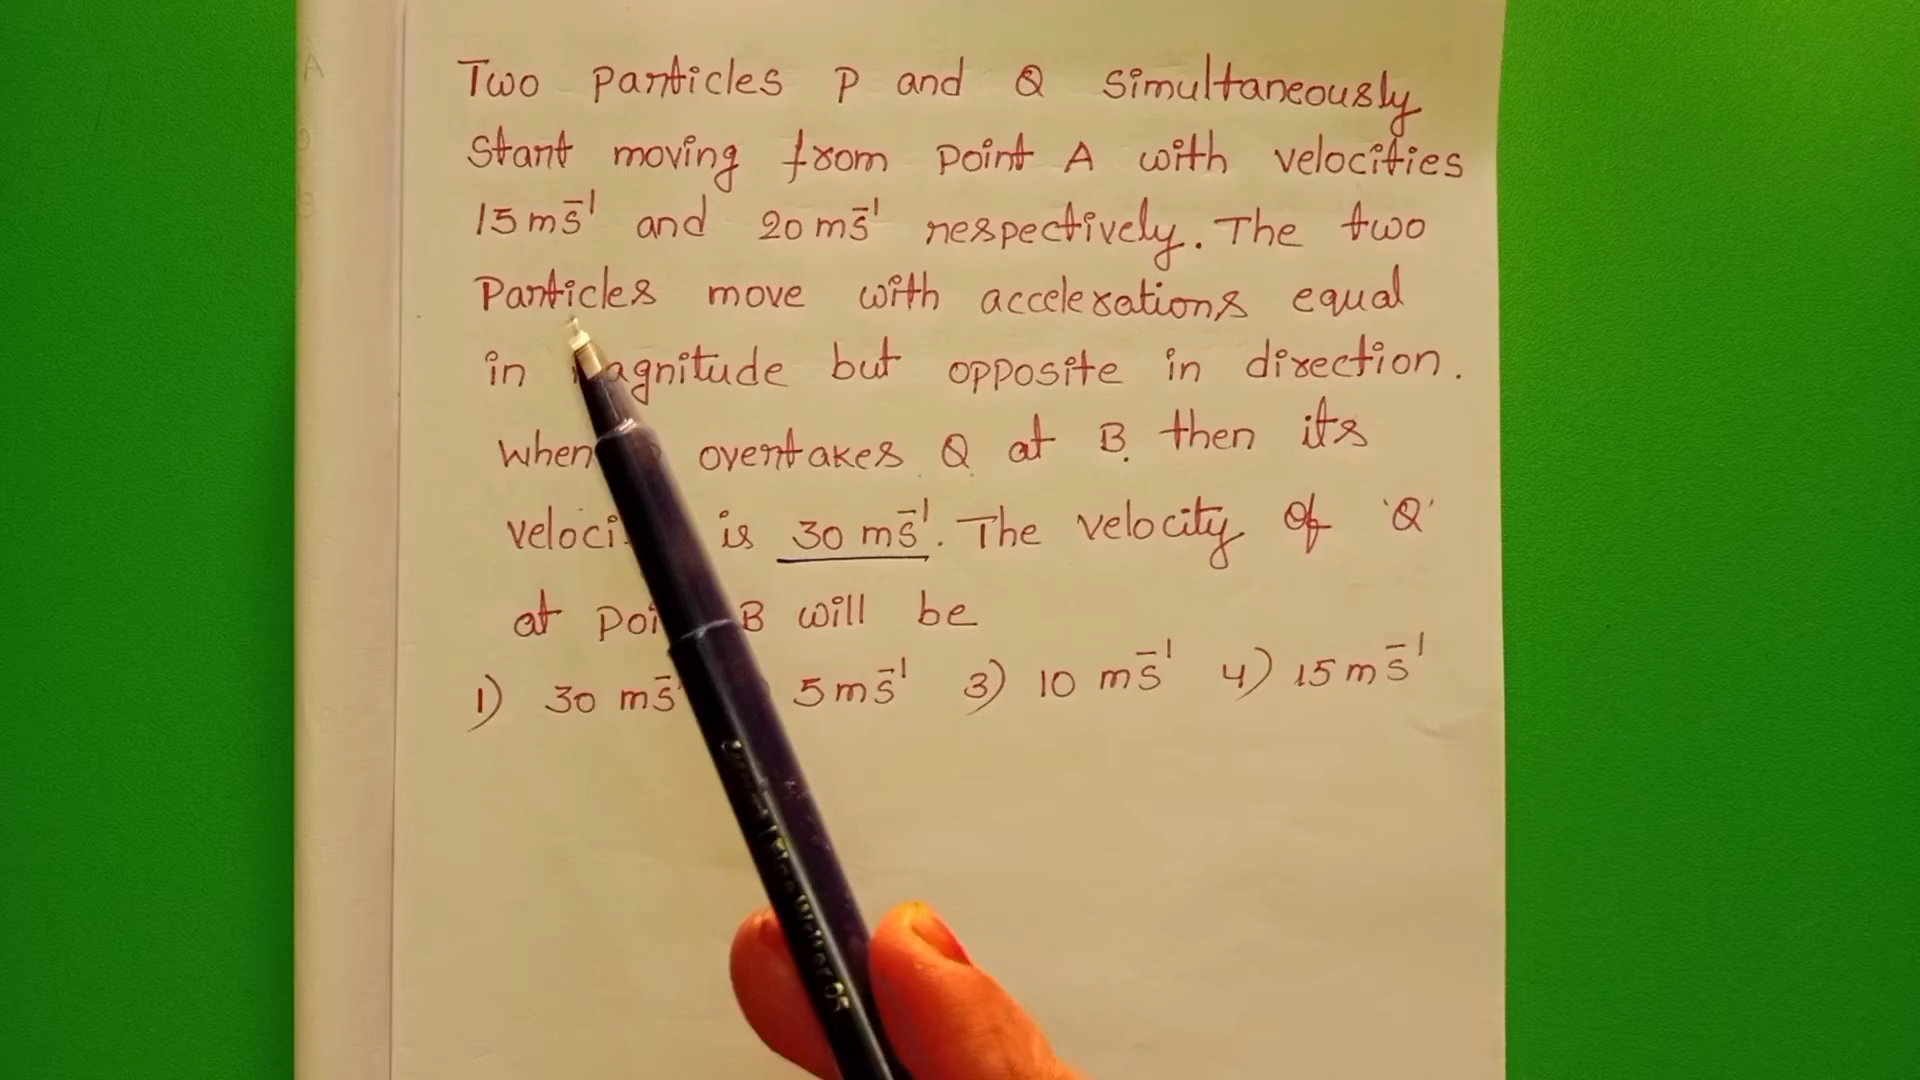 Two particles P and Q simultaneously
start moving from point A with velocities
15 ms⁻¹ and 20 ms⁻¹ respectively. The two
particles move with accelerations equal
in agnitude but opposite in direction.
when overtakes Q at B. then its
veloci is 30 ms⁻¹. The velocity of 'Q'
at poi B will be
1) 30 ms⁻¹ 5 ms⁻¹ 3) 10 ms⁻¹ 4) 15 ms⁻¹